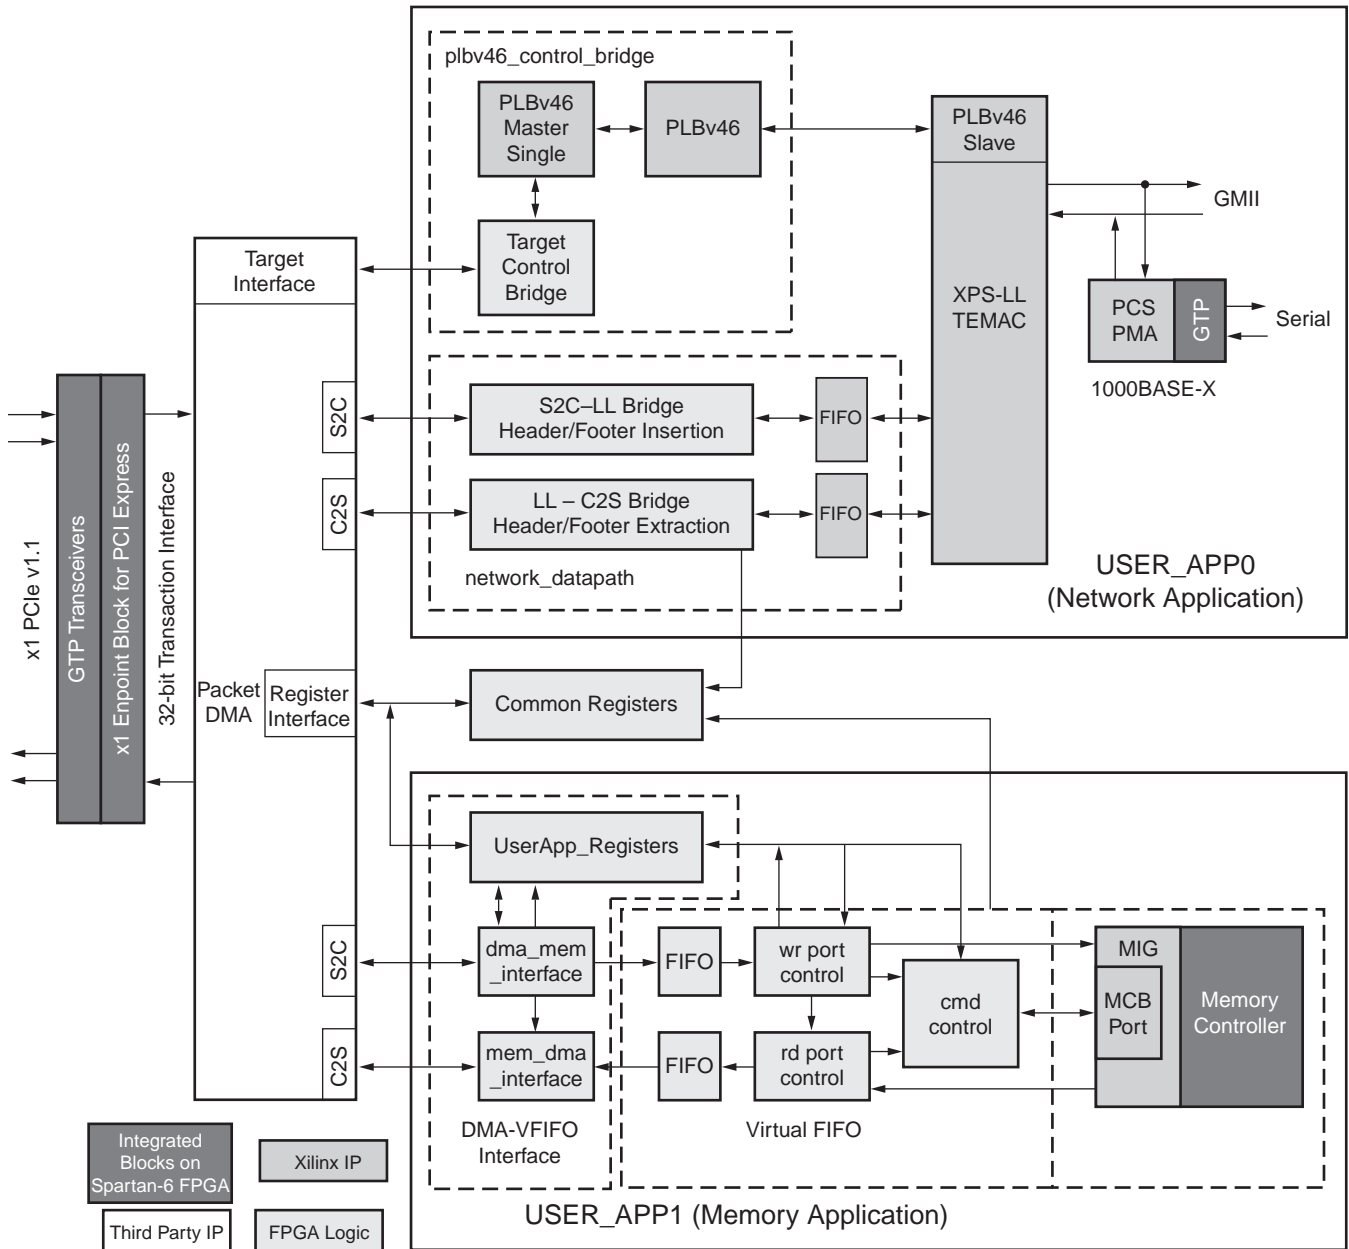 plbv46_control_bridge
PLBv46
Master
Single
PLBv46
PLBv46
Slave
GMII
Target
Control
Bridge
Target
Interface
XPS-LL
TEMAC
PCS
PMA
GTP
Serial
1000BASE-X
S2C
S2C–LL Bridge
Header/Footer Insertion
FIFO
C2S
LL – C2S Bridge
Header/Footer Extraction
FIFO
network_datapath
USER_APP0
(Network Application)
x1 PCIe v1.1
GTP Transceivers
x1 Enpoint Block for PCI Express
32-bit Transaction Interface
Packet
DMA
Register
Interface
Common Registers
UserApp_Registers
S2C
dma_mem
_interface
FIFO
wr port
control
cmd
control
MIG
MCB
Port
Memory
Controller
C2S
mem_dma
_interface
FIFO
rd port
control
DMA-VFIFO
Interface
Virtual FIFO
USER_APP1 (Memory Application)
Integrated
Blocks on
Spartan-6 FPGA
Xilinx IP
Third Party IP
FPGA Logic